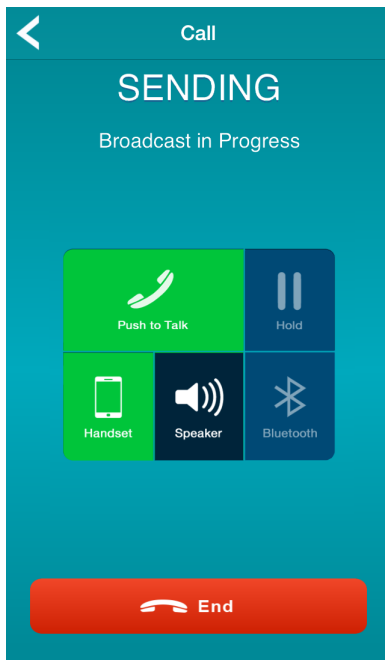 Call
SENDING
Broadcast in Progress
Push to Talk
Hold
Handset
Speaker
Bluetooth
End